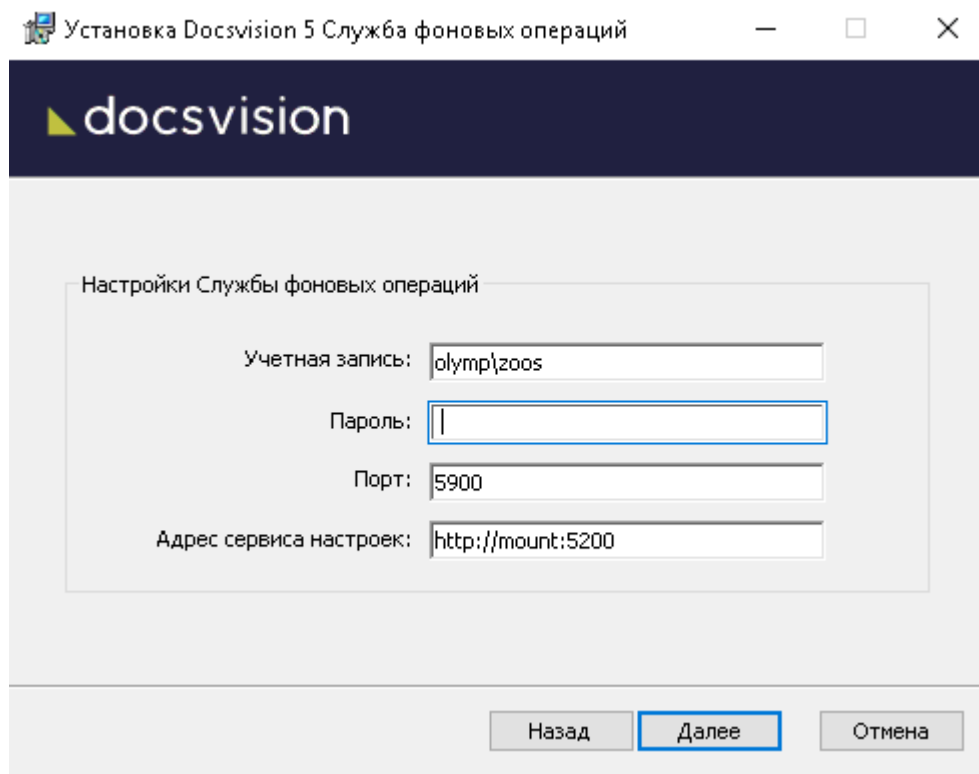 Установка Docsvision 5 Служба фоновых операций
docsvision
Настройки Службы фоновых операций
Учетная запись: olymp\zoos
Пароль:
Порт: 5900
Адрес сервиса настроек: http://mount:5200
Назад Далее Отмена